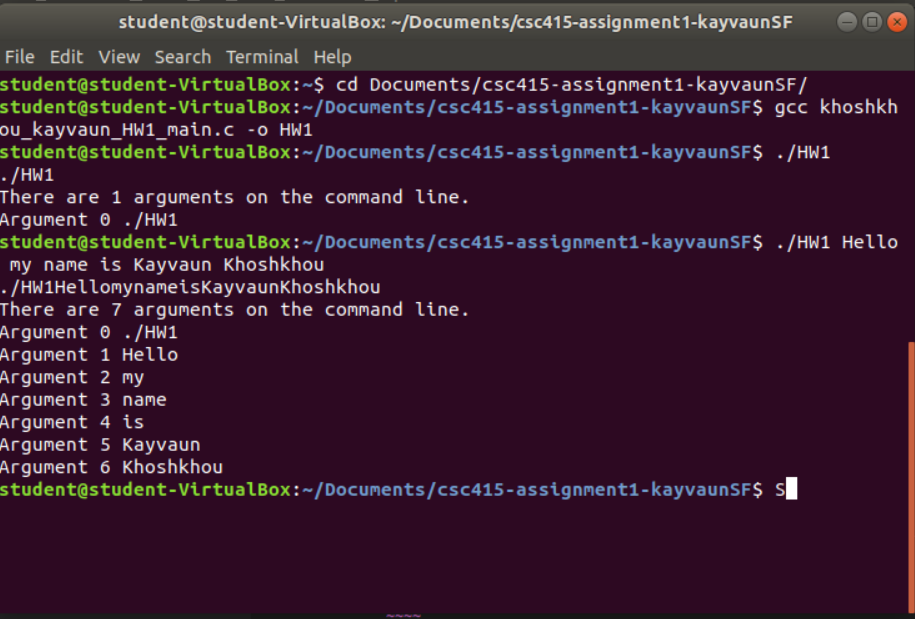 student@student-VirtualBox: ~/Documents/csc415-assignment1-kayvaunSF
File Edit View Search Terminal Help
student@student-VirtualBox:~$ cd Documents/csc415-assignment1-kayvaunSF/
student@student-VirtualBox:~/Documents/csc415-assignment1-kayvaunSF$ gcc khoshkh
ou_kayvaun_HW1_main.c -o HW1
student@student-VirtualBox:~/Documents/csc415-assignment1-kayvaunSF$ ./HW1
./HW1
There are 1 arguments on the command line.
Argument 0 ./HW1
student@student-VirtualBox:~/Documents/csc415-assignment1-kayvaunSF$ ./HW1 Hello
 my name is Kayvaun Khoshkhou
./HW1HellomynameisKayvaunKhoshkhou
There are 7 arguments on the command line.
Argument 0 ./HW1
Argument 1 Hello
Argument 2 my
Argument 3 name
Argument 4 is
Argument 5 Kayvaun
Argument 6 Khoshkhou
student@student-VirtualBox:~/Documents/csc415-assignment1-kayvaunSF$ S
~~~~